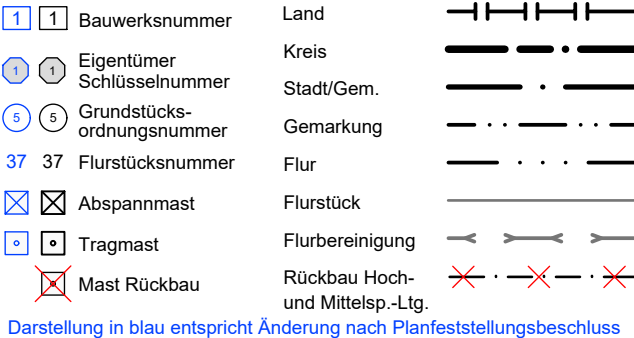 1 1 Bauwerksnummer
1 1 Eigentümer
Schlüsselnummer
5 5 Grundstücks-
ordnungsnummer
37 37 Flurstücksnummer
Abspannmast
Tragmast
Mast Rückbau
Land
Kreis
Stadt/Gem.
Gemarkung
Flur
Flurstück
Flurbereinigung
Rückbau Hoch-
und Mittelsp.-Ltg.
Darstellung in blau entspricht Änderung nach Planfeststellungsbeschluss